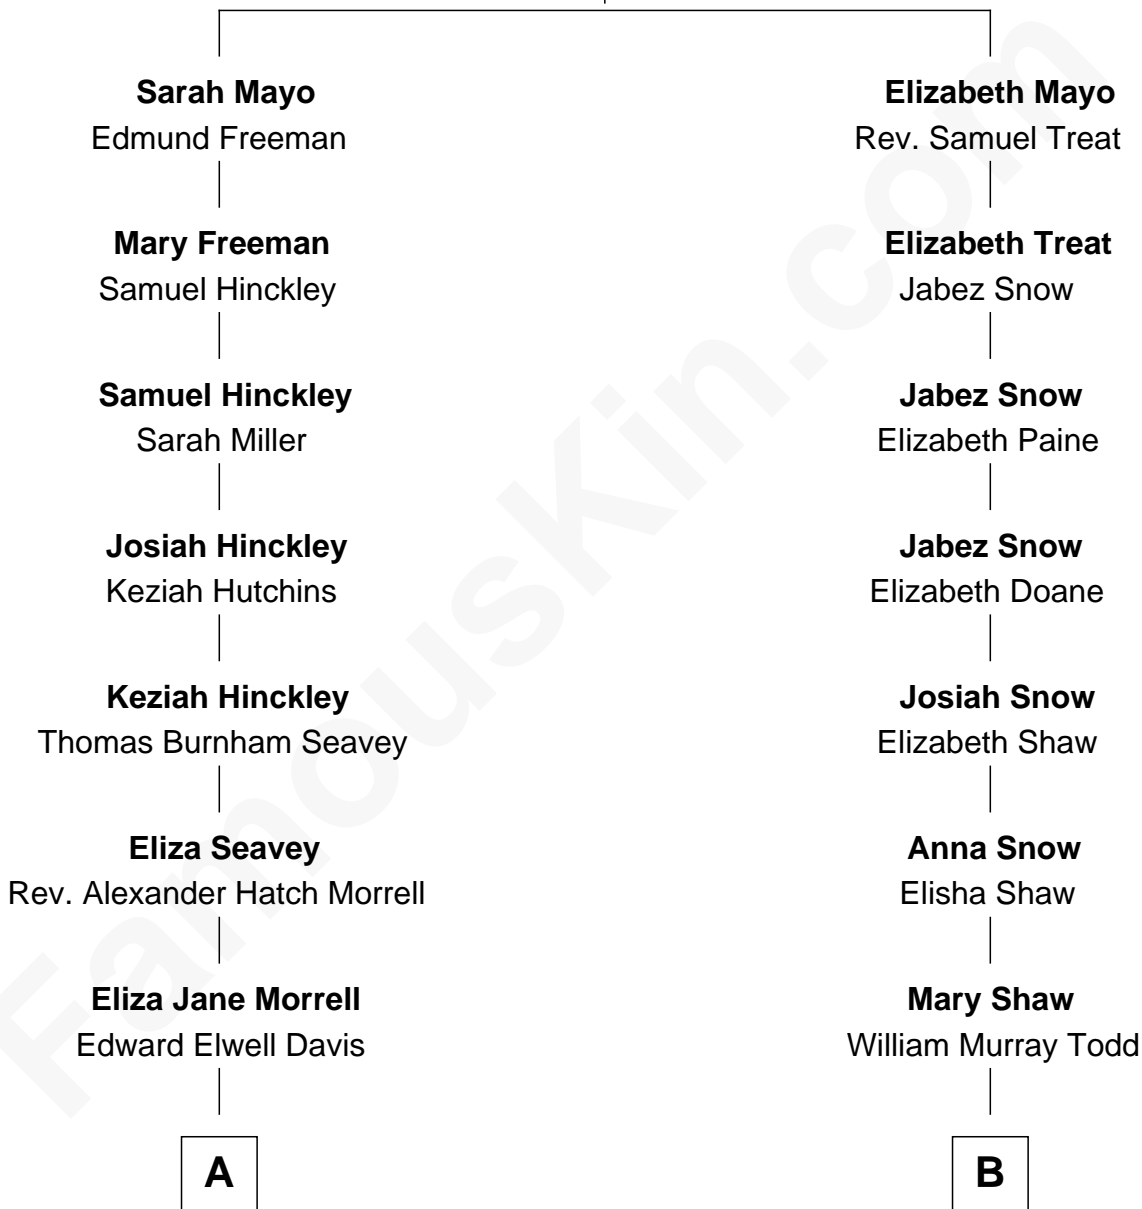 Sarah Mayo
Edmund Freeman
Mary Freeman
Samuel Hinckley
Samuel Hinckley
Sarah Miller
Josiah Hinckley
Keziah Hutchins
Keziah Hinckley
Thomas Burnham Seavey
Eliza Seavey
Rev. Alexander Hatch Morrell
Eliza Jane Morrell
Edward Elwell Davis
A
Elizabeth Mayo
Rev. Samuel Treat
Elizabeth Treat
Jabez Snow
Jabez Snow
Elizabeth Paine
Jabez Snow
Elizabeth Doane
Josiah Snow
Elizabeth Shaw
Anna Snow
Elisha Shaw
Mary Shaw
William Murray Todd
B
FamousKin.com